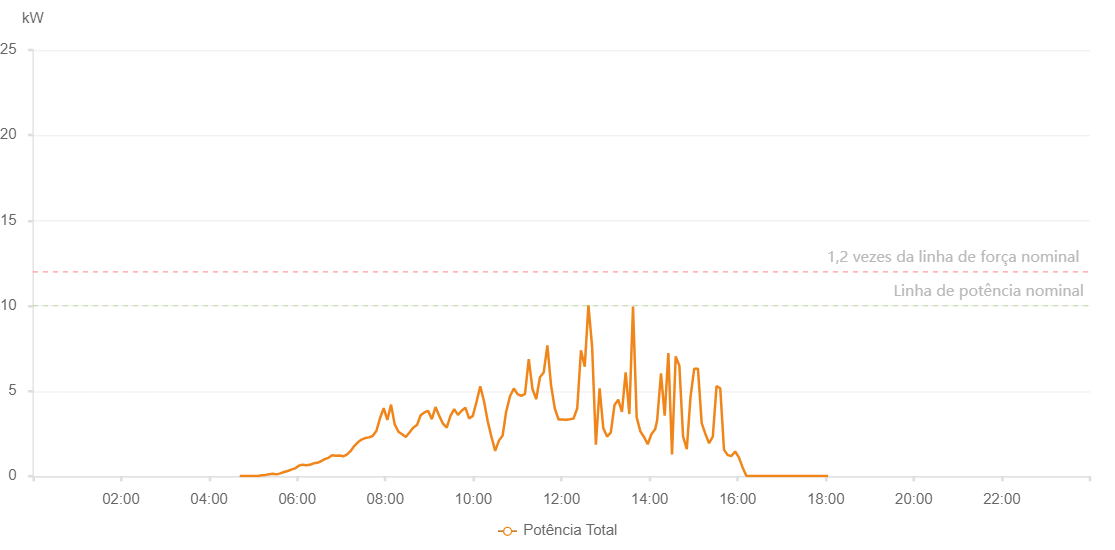 kW
25
20
15
1,2 vezes da linha de força nominal
Linha de potência nominal
10
5
0
02:00 04:00 06:00 08:00 10:00 12:00 14:00 16:00 18:00 20:00 22:00
Potência Total